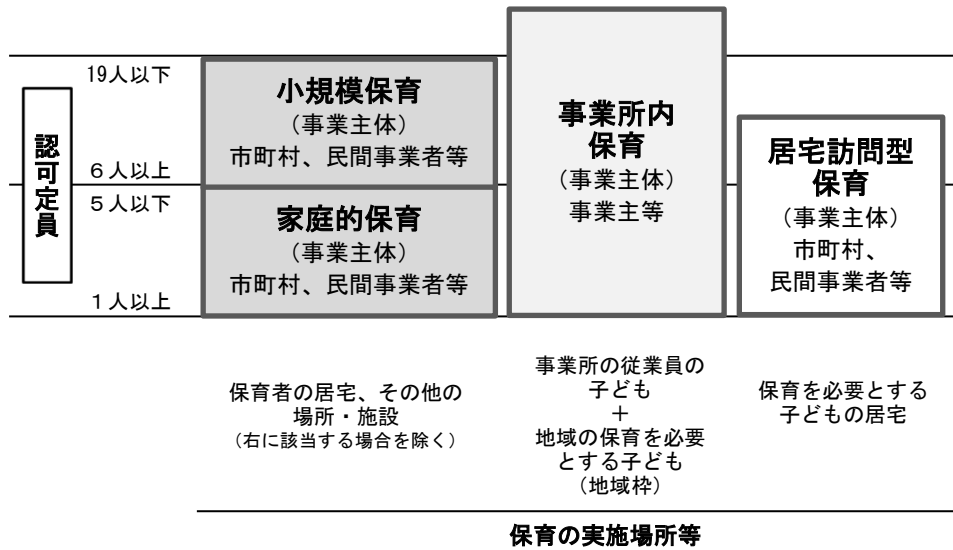 認可定員
19人以下
6人以上
5人以下
1人以上
小規模保育
（事業主体）
市町村、民間事業者等
家庭的保育
（事業主体）
市町村、民間事業者等
事業所内
保育
（事業主体）
事業主等
居宅訪問型
保育
（事業主体）
市町村、
民間事業者等
保育者の居宅、その他の
場所・施設
（右に該当する場合を除く）
事業所の従業員の
子ども
＋
地域の保育を必要
とする子ども
（地域枠）
保育を必要とする
子どもの居宅
保育の実施場所等